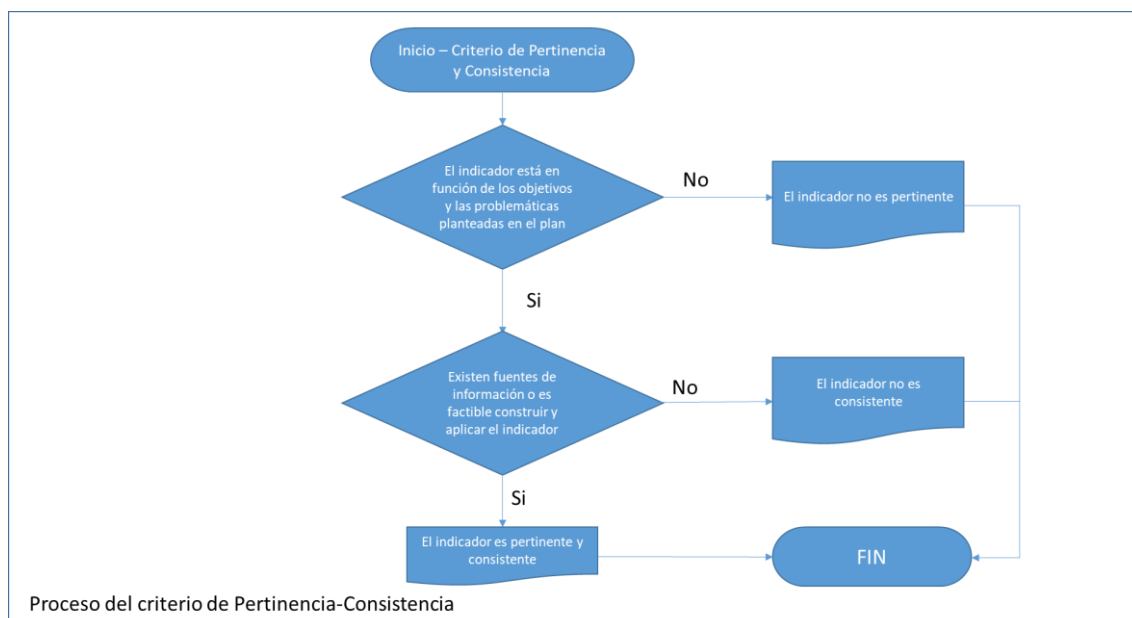 Inicio – Criterio de Pertinencia
y Consistencia
El indicador está en
función de los objetivos
y las problemáticas
planteadas en el plan
No
El indicador no es pertinente
Si
Existen fuentes de
información o es
factible construir y
aplicar el indicador
No
El indicador no es
consistente
Si
El indicador es pertinente y
consistente
FIN
Proceso del criterio de Pertinencia-Consistencia